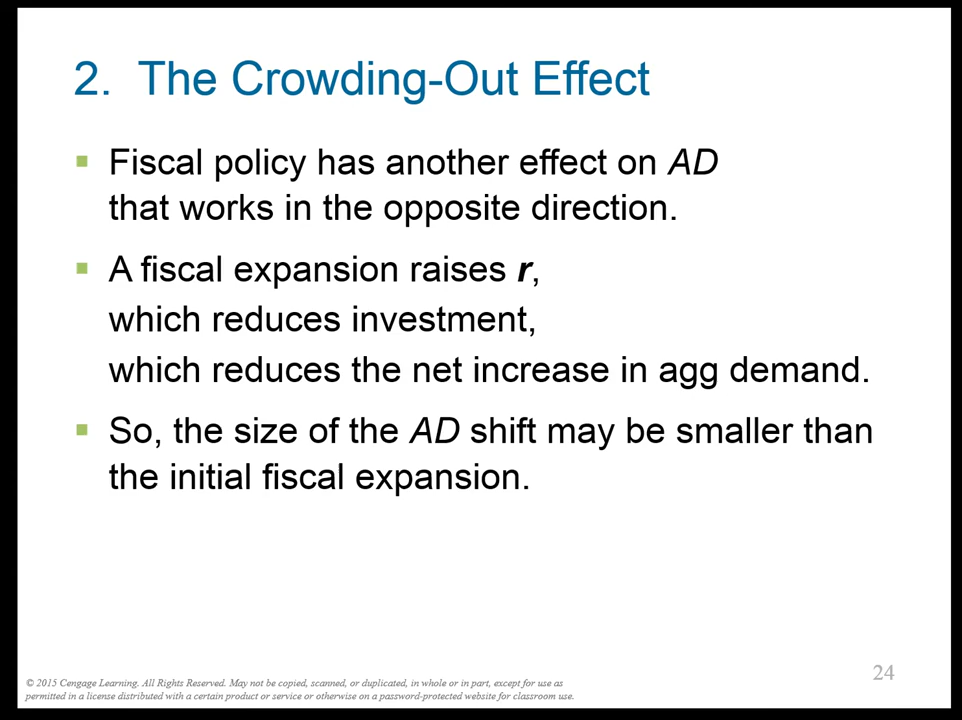 2. The Crowding-Out Effect
▪ Fiscal policy has another effect on AD
that works in the opposite direction.
▪ A fiscal expansion raises r,
which reduces investment,
which reduces the net increase in agg demand.
▪ So, the size of the AD shift may be smaller than
the initial fiscal expansion.
© 2015 Cengage Learning. All Rights Reserved. May not be copied, scanned, or duplicated, in whole or in part, except for use as
permitted in a license distributed with a certain product or service or otherwise on a password-protected website for classroom use.
24